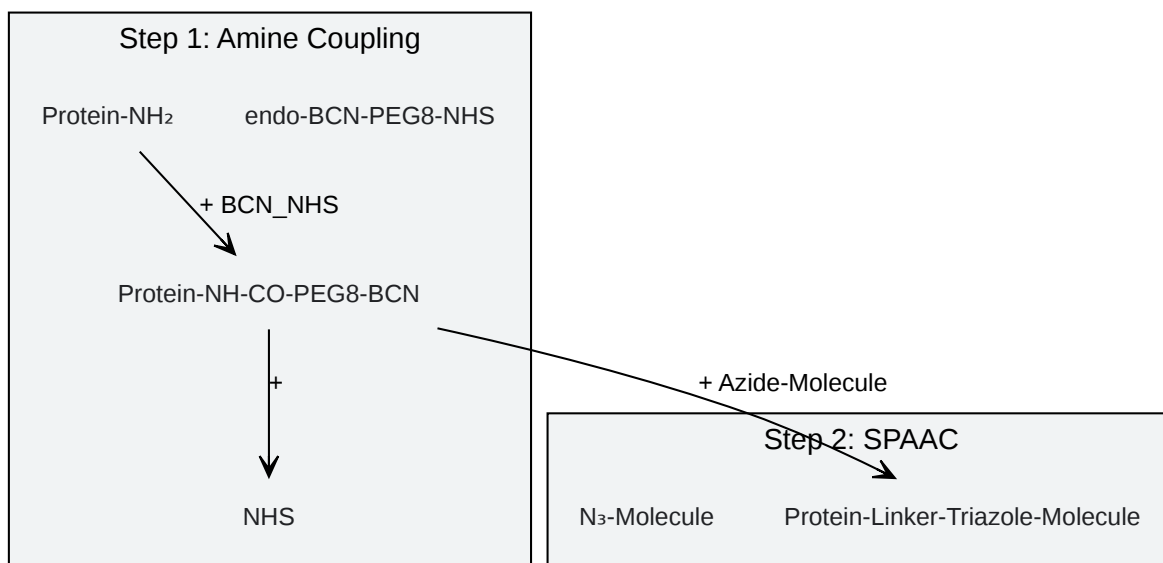 Step 1: Amine Coupling
Protein-NH₂
endo-BCN-PEG8-NHS
+ BCN_NHS
Protein-NH-CO-PEG8-BCN
+
+ Azide-Molecule
NHS
Step 2: SPAAC
N₃-Molecule
Protein-Linker-Triazole-Molecule